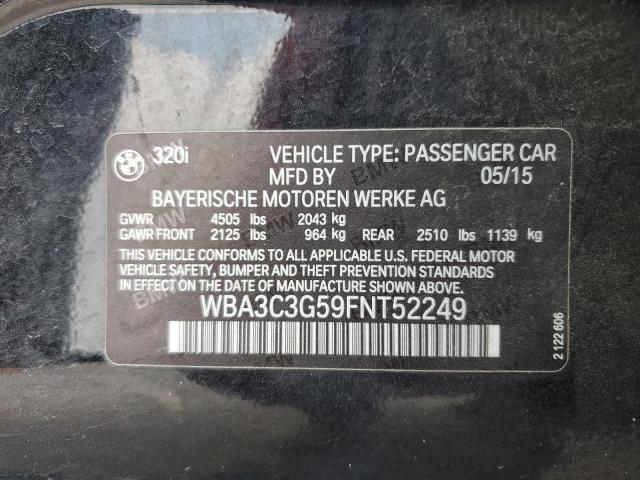 BMW 320i VEHICLE TYPE: PASSENGER CAR
MFD BY 05/15
BAYERISCHE MOTOREN WERKE AG
GVWR 4505 lbs 2043 kg
GAWR FRONT 2125 lbs 964 kg REAR 2510 lbs 1139 kg
THIS VEHICLE CONFORMS TO ALL APPLICABLE U.S. FEDERAL MOTOR
VEHICLE SAFETY, BUMPER AND THEFT PREVENTION STANDARDS
IN EFFECT ON THE DATE OF MANUFACTURE SHOWN ABOVE.
WBA3C3G59FNT52249
2 122 606